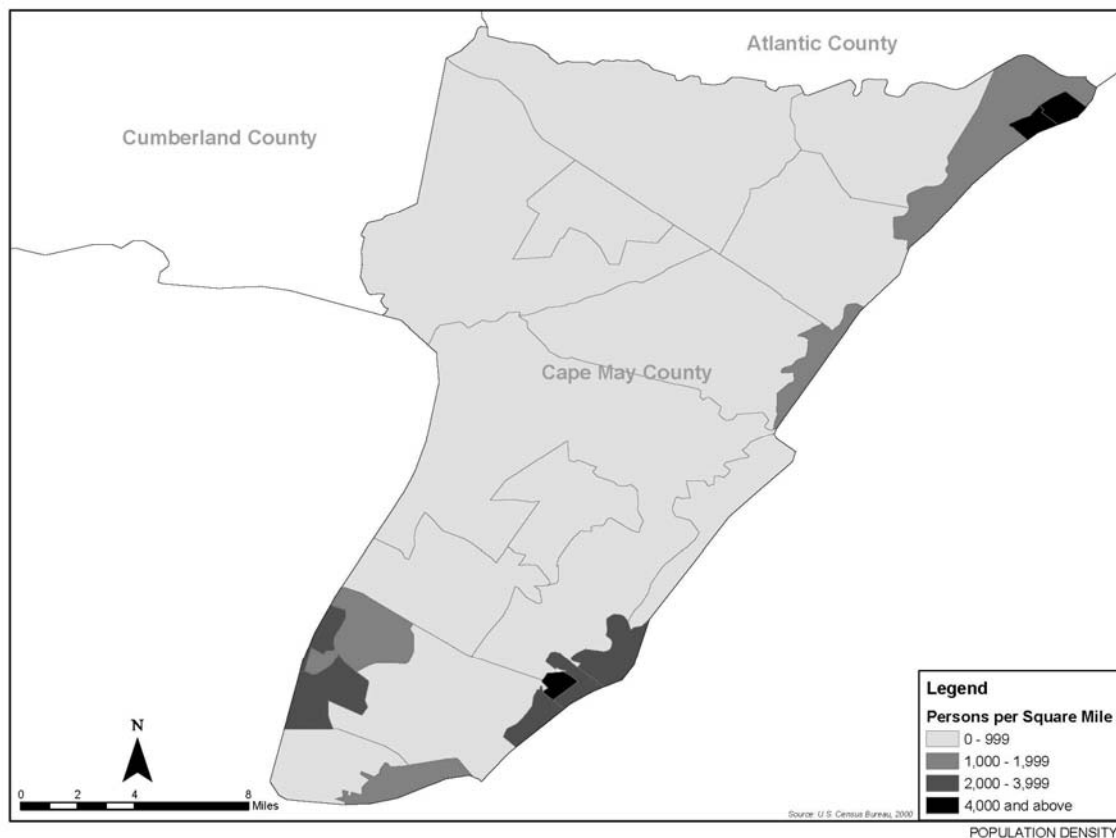 Atlantic County
Cumberland County
Cape May County
N
0 2 4 8
Miles
Legend
Persons per Square Mile
0 - 999
1,000 - 1,999
2,000 - 3,999
4,000 and above
Source: U.S. Census Bureau, 2000
POPULATION DENSITY